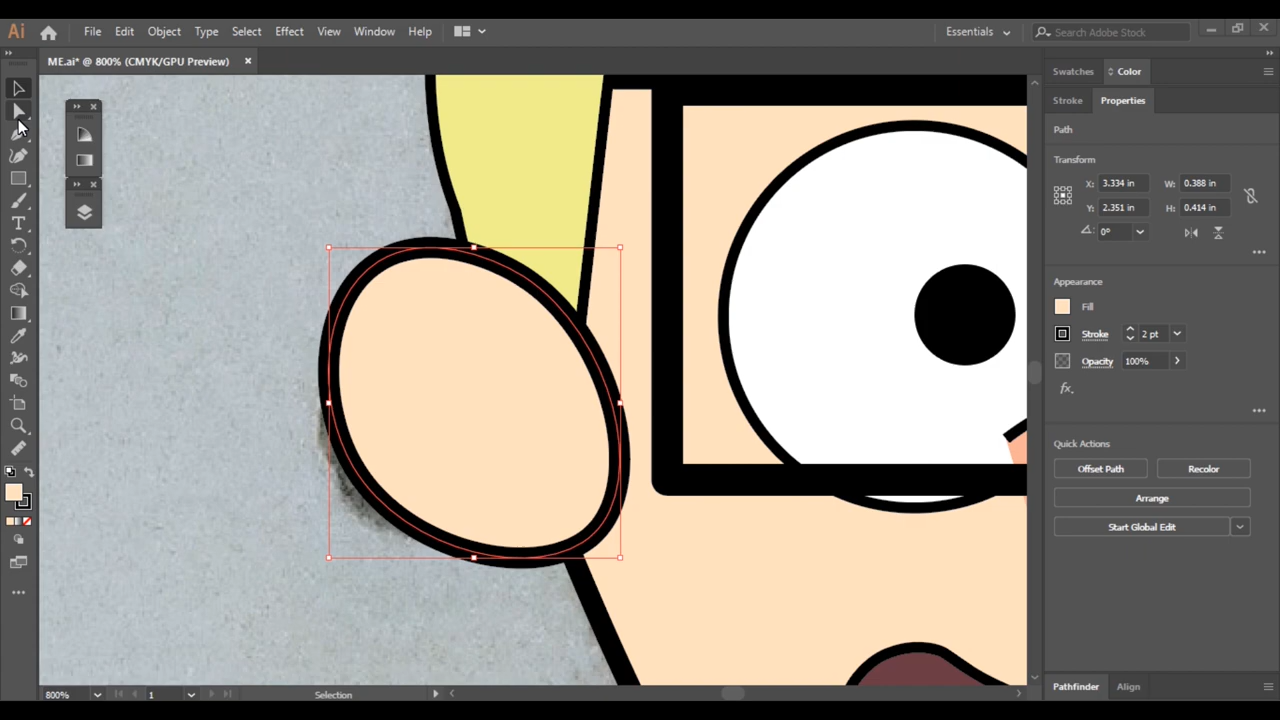 Ai File Edit Object Type Select Effect View Window Help Essentials Search Adobe Stock
ME.ai* @ 800% (CMYK/GPU Preview) ×
Swatches Color
Stroke Properties
Path
Transform
X: 3.334 in W: 0.388 in
Y: 2.351 in H: 0.414 in
0°
Appearance
Fill
Stroke 2 pt
Opacity 100%
fx.
Quick Actions
Offset Path Recolor
Arrange
Start Global Edit
T
800% 1 Selection
Pathfinder Align